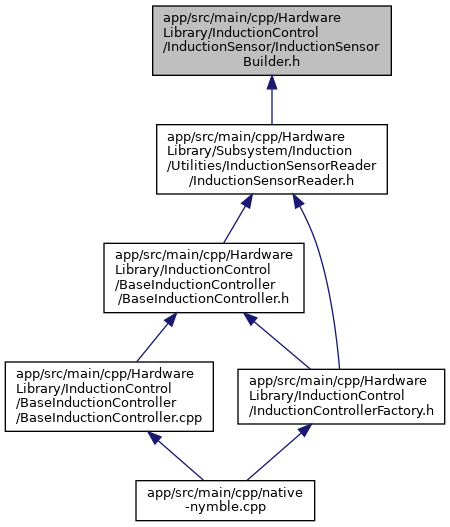 app/src/main/cpp/Hardware
Library/InductionControl
/InductionSensor/InductionSensor
Builder.h
app/src/main/cpp/Hardware
Library/Subsystem/Induction
/Utilities/InductionSensorReader
/InductionSensorReader.h
app/src/main/cpp/Hardware
Library/InductionControl
/BaseInductionController
/BaseInductionController.h
app/src/main/cpp/Hardware
Library/InductionControl
/BaseInductionController
/BaseInductionController.cpp
app/src/main/cpp/Hardware
Library/InductionControl
/InductionControllerFactory.h
app/src/main/cpp/native
-nymble.cpp